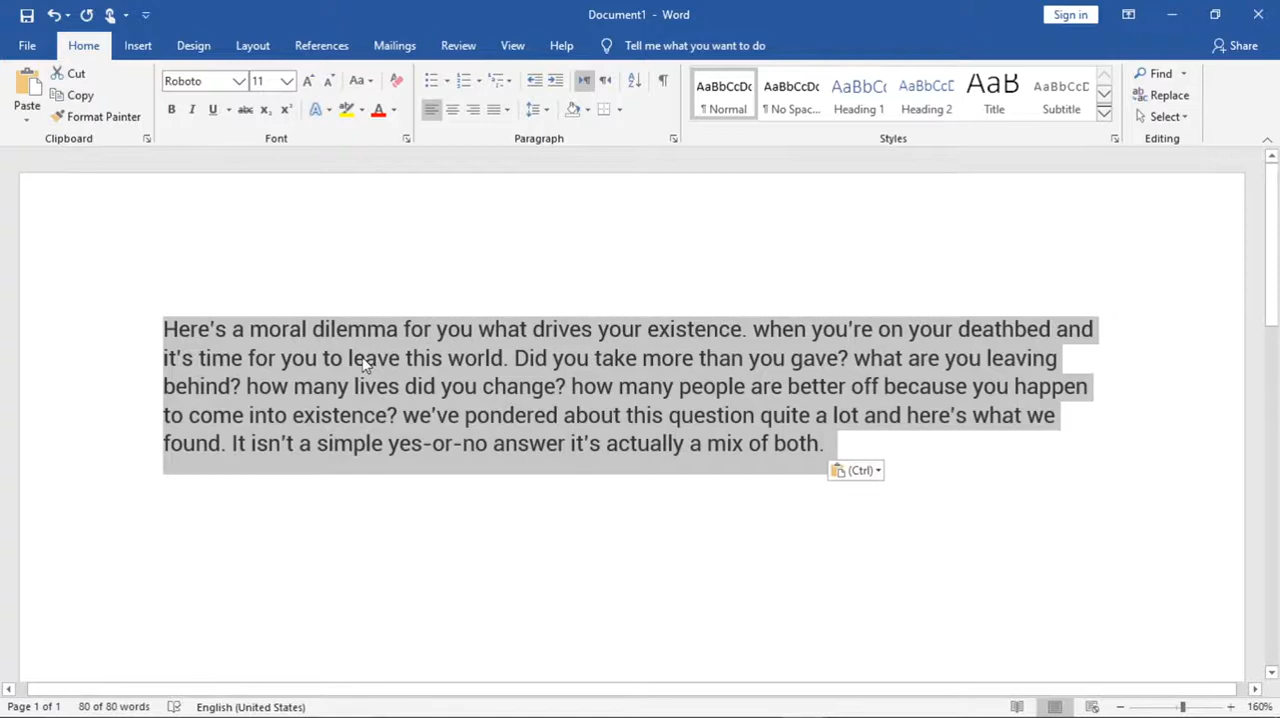 Document1 - Word
Sign in
File Home Insert Design Layout References Mailings Review View Help Tell me what you want to do Share
Paste
Cut
Copy
Format Painter
Clipboard
Roboto 11
Aa
B I U abc x₂ x² A A
Font
Paragraph
AaBbCcDc AaBbCcDc AaBbCc AaBbCcD AaB AaBbCcD
¶ Normal ¶ No Spac... Heading 1 Heading 2 Title Subtitle
Styles
Find
Replace
Select
Editing
Here's a moral dilemma for you what drives your existence. when you're on your deathbed and
it's time for you to leave this world. Did you take more than you gave? what are you leaving
behind? how many lives did you change? how many people are better off because you happen
to come into existence? we've pondered about this question quite a lot and here's what we
found. It isn't a simple yes-or-no answer it's actually a mix of both.
(Ctrl)
Page 1 of 1 80 of 80 words English (United States) 160%